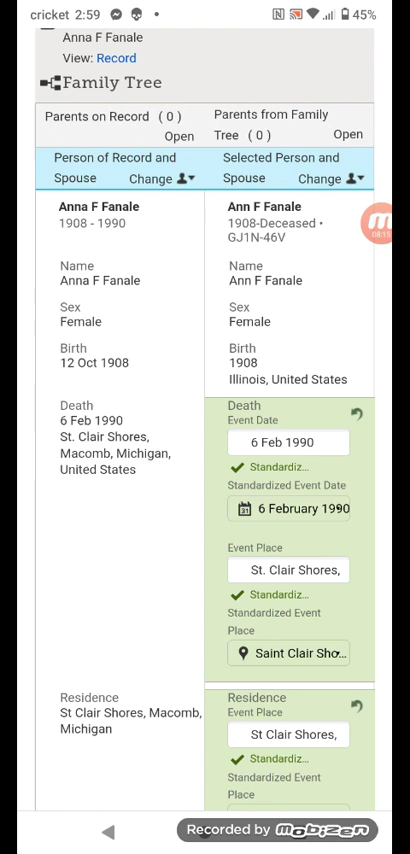 cricket 2:59
45%
Anna F Fanale
View: Record
Family Tree
Parents on Record ( 0 )
Open
Parents from Family
Tree ( 0 ) Open
Person of Record and
Spouse Change
Selected Person and
Spouse Change
Anna F Fanale
1908 - 1990
Ann F Fanale
1908-Deceased •
GJ1N-46V
08:15
Name
Anna F Fanale
Name
Ann F Fanale
Sex
Female
Sex
Female
Birth
12 Oct 1908
Birth
1908
Illinois, United States
Death
6 Feb 1990
St. Clair Shores,
Macomb, Michigan,
United States
Death
Event Date
6 Feb 1990
Standardiz...
Standardized Event Date
31 6 February 1990
Event Place
St. Clair Shores,
Standardiz...
Standardized Event
Place
Saint Clair Sho...
Residence
St Clair Shores, Macomb,
Michigan
Residence
Event Place
St Clair Shores,
Standardiz...
Standardized Event
Place
Recorded by mobizen